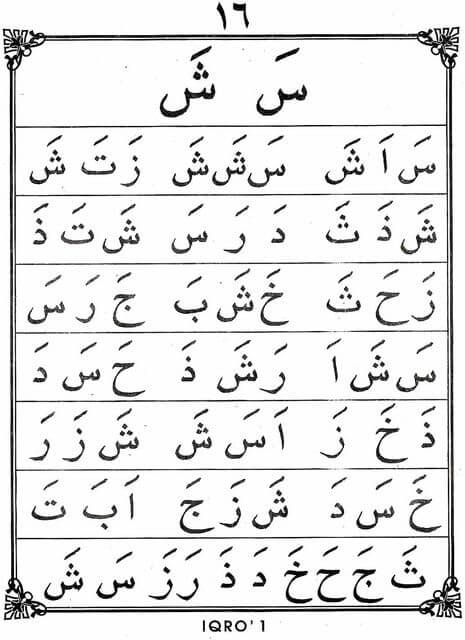 ١٦
سَ شَ
سَ اَ شَ سَ شَ شَ زَ تَ شَ
شَ ذَ ثَ دَ رَ سَ شَ تَ ذَ
زَ حَ ثَ خَ شَ بَ جَ رَ سَ
سَ شَ اَ رَ شَ ذَ حَ سَ دَ
ذَ خَ زَ اَ سَ شَ شَ زَ رَ
خَ سَ دَ شَ زَ جَ اَ بَ تَ
ثَ جَ حَ خَ دَ ذَ رَ زَ سَ شَ
IQRO' 1